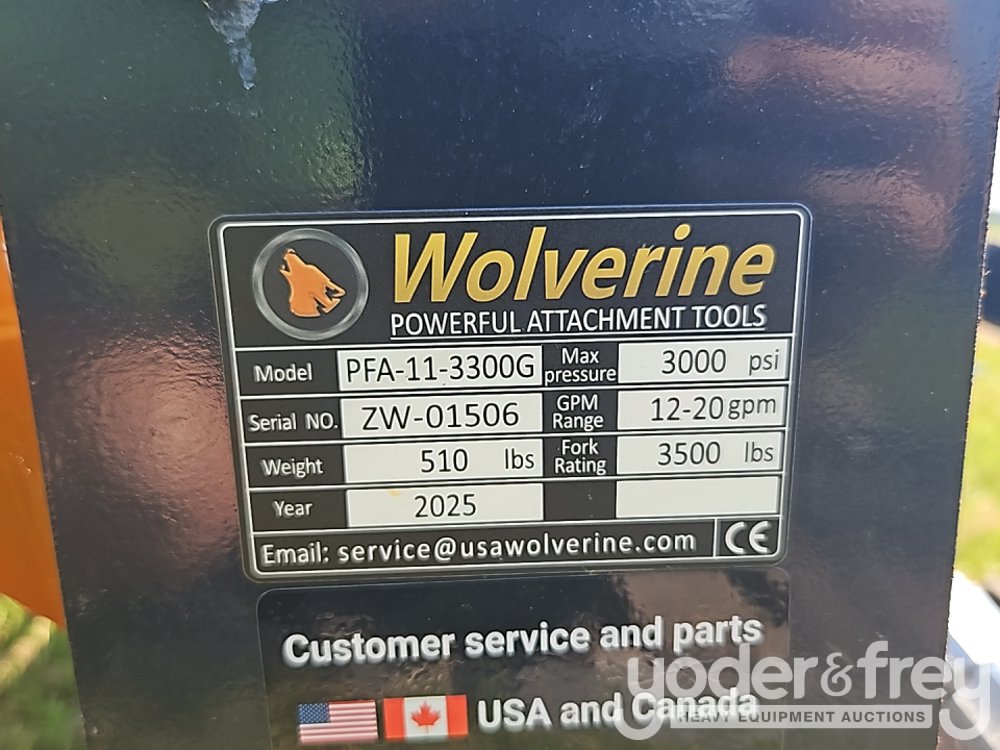 Wolverine
POWERFUL ATTACHMENT TOOLS
Model PFA-11-3300G Max pressure 3000 psi
Serial NO. ZW-01506 GPM Range 12-20 gpm
Weight 510 lbs Fork Rating 3500 lbs
Year 2025
Email: service@usawolverine.com CE
Customer service and parts
USA and Canada
yoder&frey
HEAVY EQUIPMENT AUCTIONS